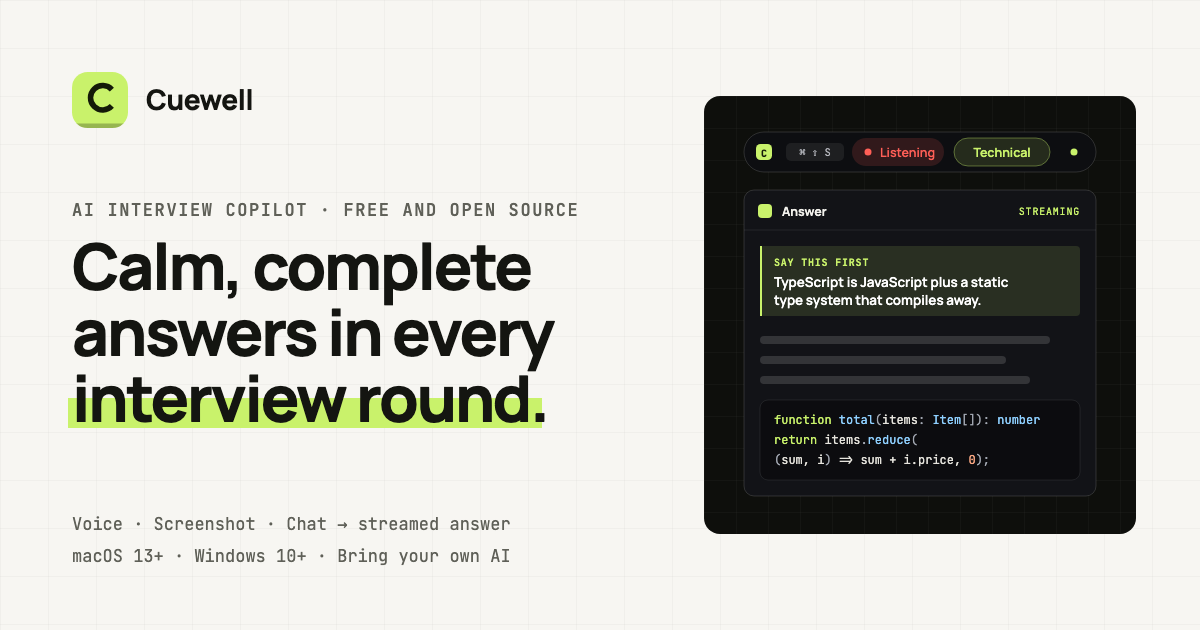 C
Cuewell
AI INTERVIEW COPILOT · FREE AND OPEN SOURCE
Calm, complete
answers in every
interview round.
Voice · Screenshot · Chat → streamed answer
macOS 13+ · Windows 10+ · Bring your own AI
C
⌘ ⇧ S
Listening
Technical
Answer
STREAMING
SAY THIS FIRST
TypeScript is JavaScript plus a static
type system that compiles away.
function total(items: Item[]): number
return items.reduce(
(sum, i) => sum + i.price, 0);